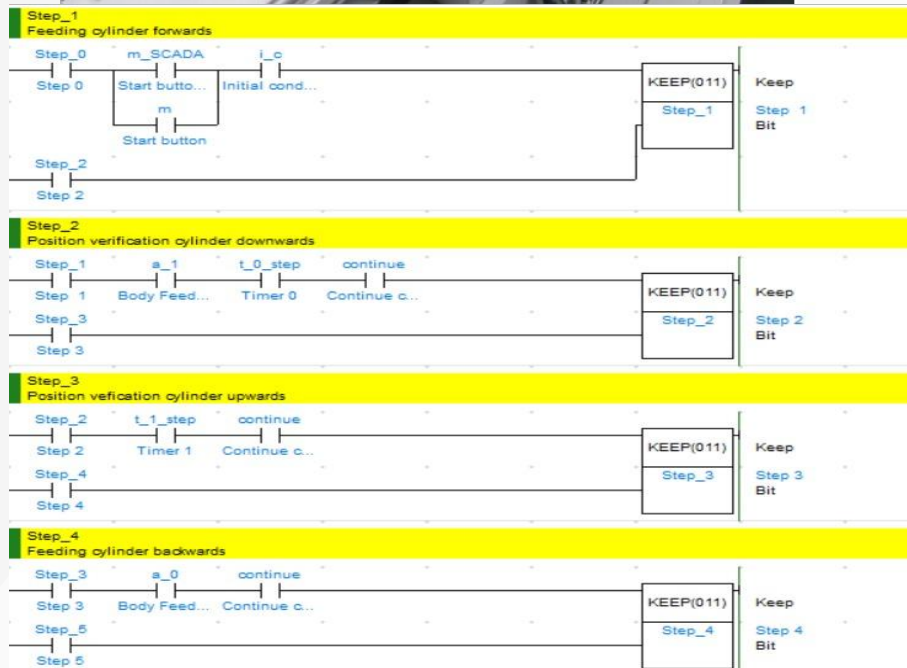 Step_1
Feeding cylinder forwards
Step_0 m_SCADA i_c
Step 0 Start butto... Initial cond...
KEEP(011) Keep
m
Step_1 Step 1
Bit
Start button
Step_2
Step 2
Step_2
Position verification cylinder downwards
Step_1 a_1 t_0_step continue
Step 1 Body Feed... Timer 0 Continue c...
KEEP(011) Keep
Step_3
Step_2 Step 2
Bit
Step 3
Step_3
Position vefication cylinder upwards
Step_2 t_1_step continue
Step 2 Timer 1 Continue c...
KEEP(011) Keep
Step_4
Step_3 Step 3
Bit
Step 4
Step_4
Feeding cylinder backwards
Step_3 a_0 continue
Step 3 Body Feed... Continue c...
KEEP(011) Keep
Step_5
Step_4 Step 4
Bit
Step 5